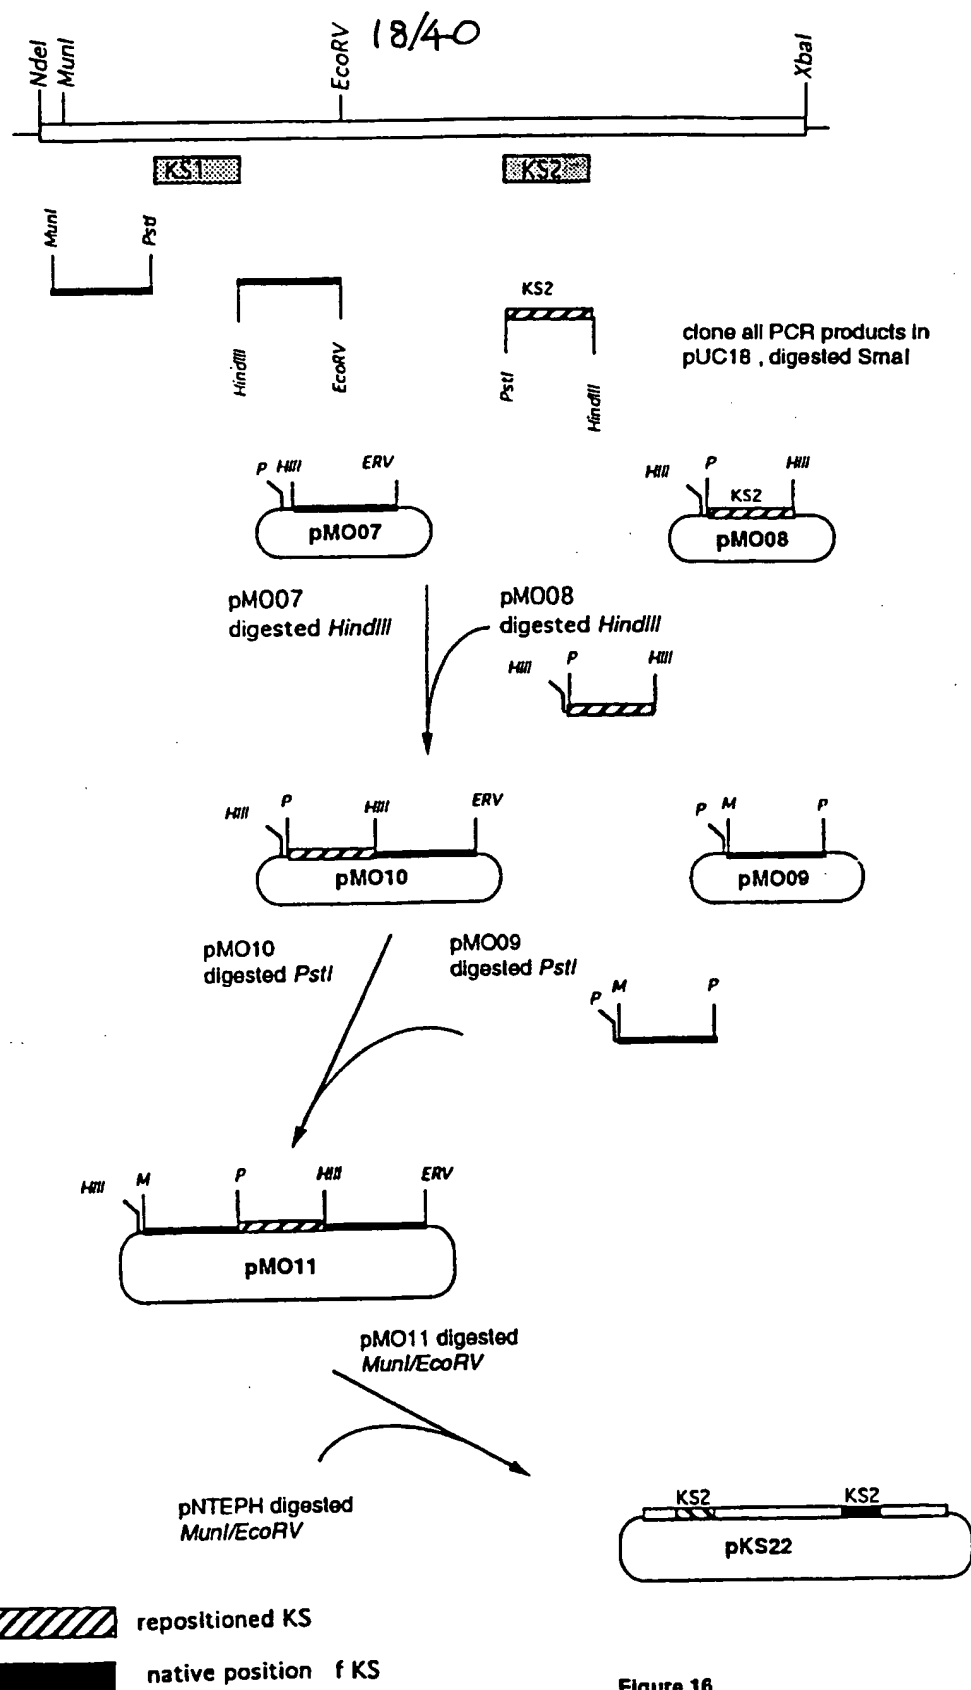 18/40
NdeI
MunI
EcoRV
XbaI
KS1
KS2
MunI
PstI
HindIII
EcoRV
KS2
PstI
HindIII
clone all PCR products in
pUC18 , digested SmaI
P HIII ERV
pMO07
HIII P HIII
KS2
pMO08
pMO07
digested HindIII
pMO08
digested HindIII
HIII P HIII
HIII P HIII ERV
pMO10
P M P
pMO09
pMO10
digested PstI
pMO09
digested PstI
P M P
HIII M P HIII ERV
pMO11
pMO11 digested
MunI/EcoRV
pNTEPH digested
MunI/EcoRV
KS2 KS2
pKS22
repositioned KS
native position f KS
Figure 16